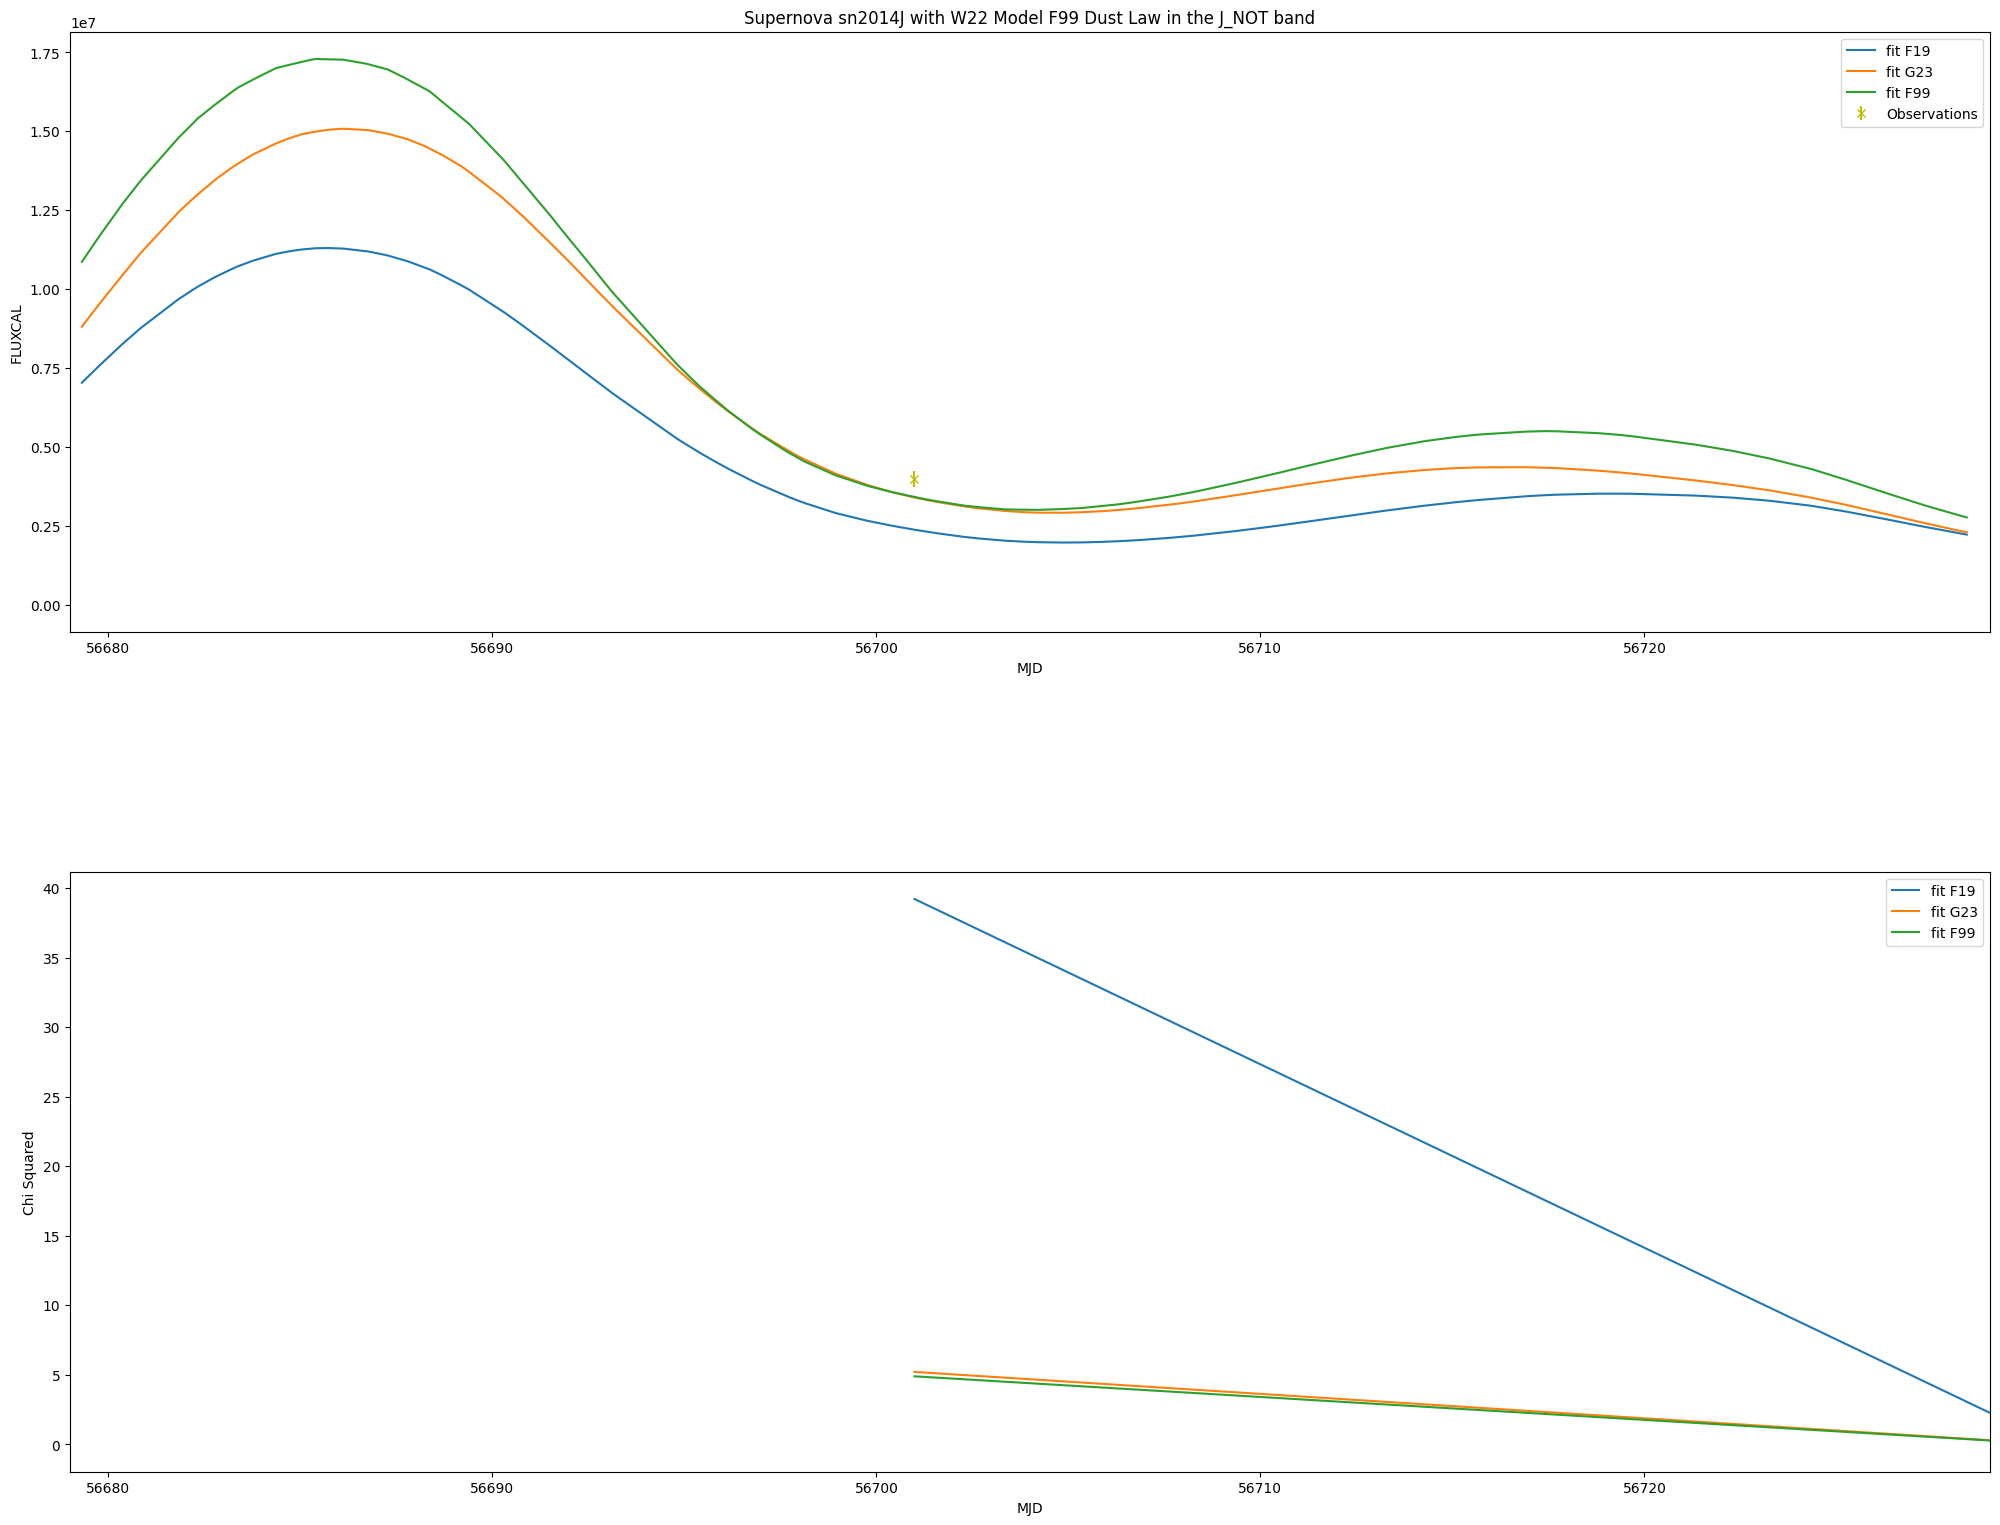 Supernova sn2014J with W22 Model F99 Dust Law in the J_NOT band
1e7
1.75
1.50
1.25
1.00
0.75
0.50
0.25
0.00
FLUXCAL
fit F19
fit G23
fit F99
Observations
56680
56690
56700
56710
56720
MJD
40
35
30
25
20
15
10
5
0
Chi Squared
fit F19
fit G23
fit F99
56680
56690
56700
56710
56720
MJD